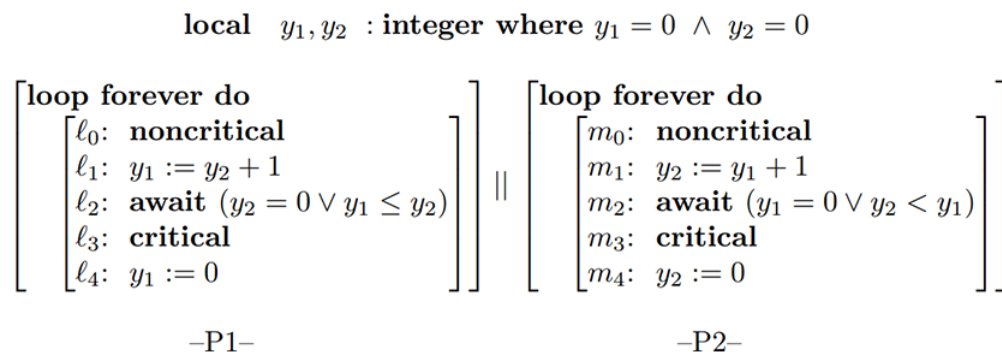 local y₁, y₂ : integer where y₁ = 0 ∧ y₂ = 0
loop forever do
ℓ₀: noncritical
ℓ₁: y₁ := y₂ + 1
ℓ₂: await (y₂ = 0 ∨ y₁ ≤ y₂)
ℓ₃: critical
ℓ₄: y₁ := 0
–P1–
||
loop forever do
m₀: noncritical
m₁: y₂ := y₁ + 1
m₂: await (y₁ = 0 ∨ y₂ < y₁)
m₃: critical
m₄: y₂ := 0
–P2–